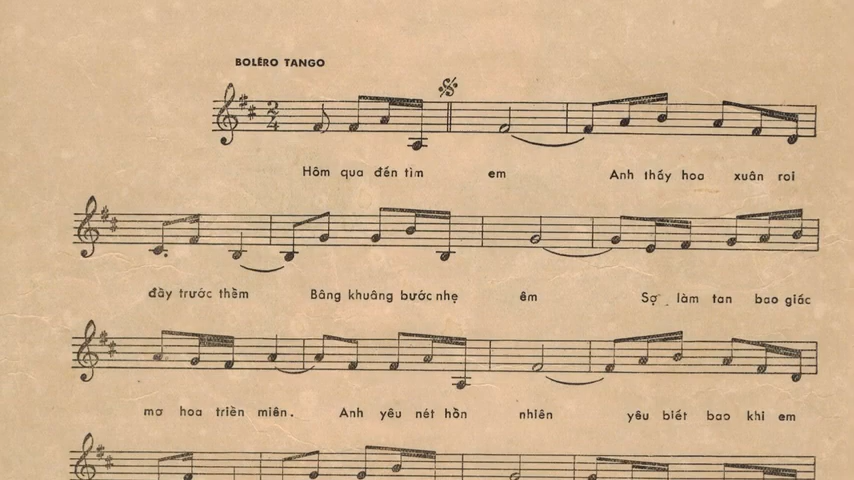 BOLÉRO TANGO
2
4
Hôm qua đến tìm em Anh thấy hoa xuân rơi
đầy trước thềm Bâng khuâng bước nhẹ êm Sợ làm tan bao giấc
mơ hoa triền miên. Anh yêu nét hồn nhiên yêu biết bao khi em